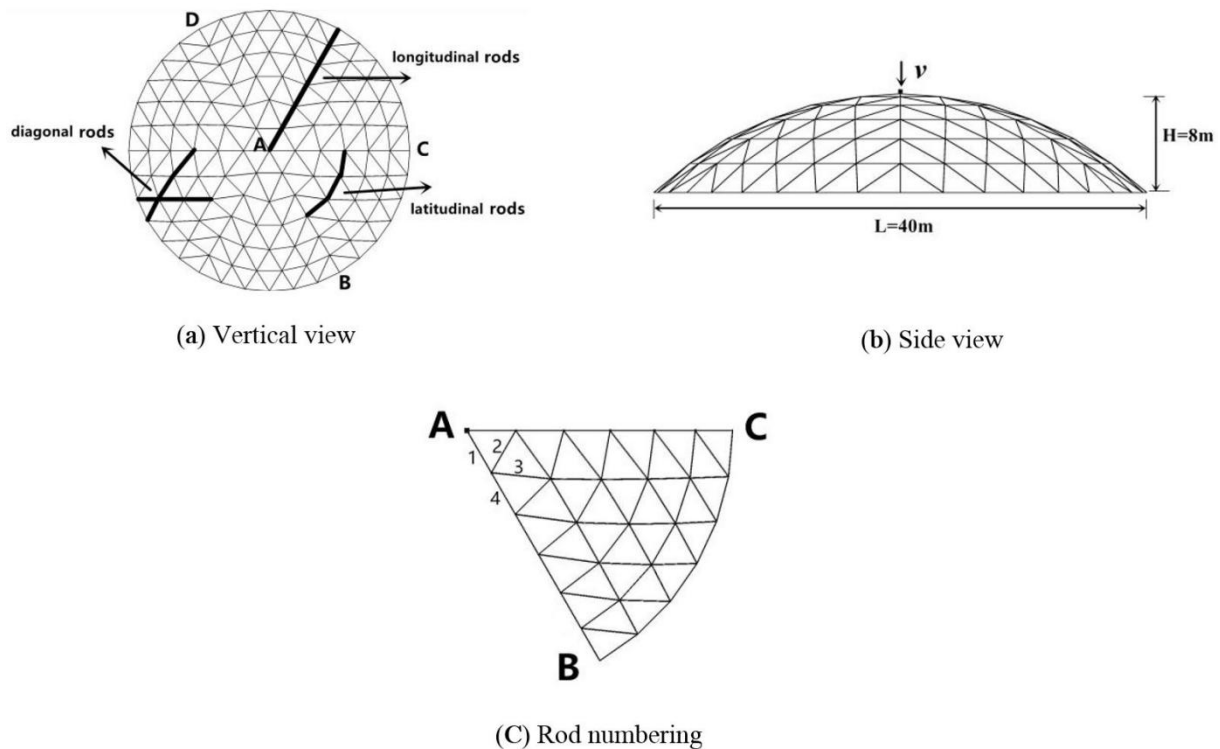 D
longitudinal rods
diagonal rods
A
C
latitudinal rods
B
(a) Vertical view
v
H=8m
L=40m
(b) Side view
A
C
2
1
3
4
B
(C) Rod numbering